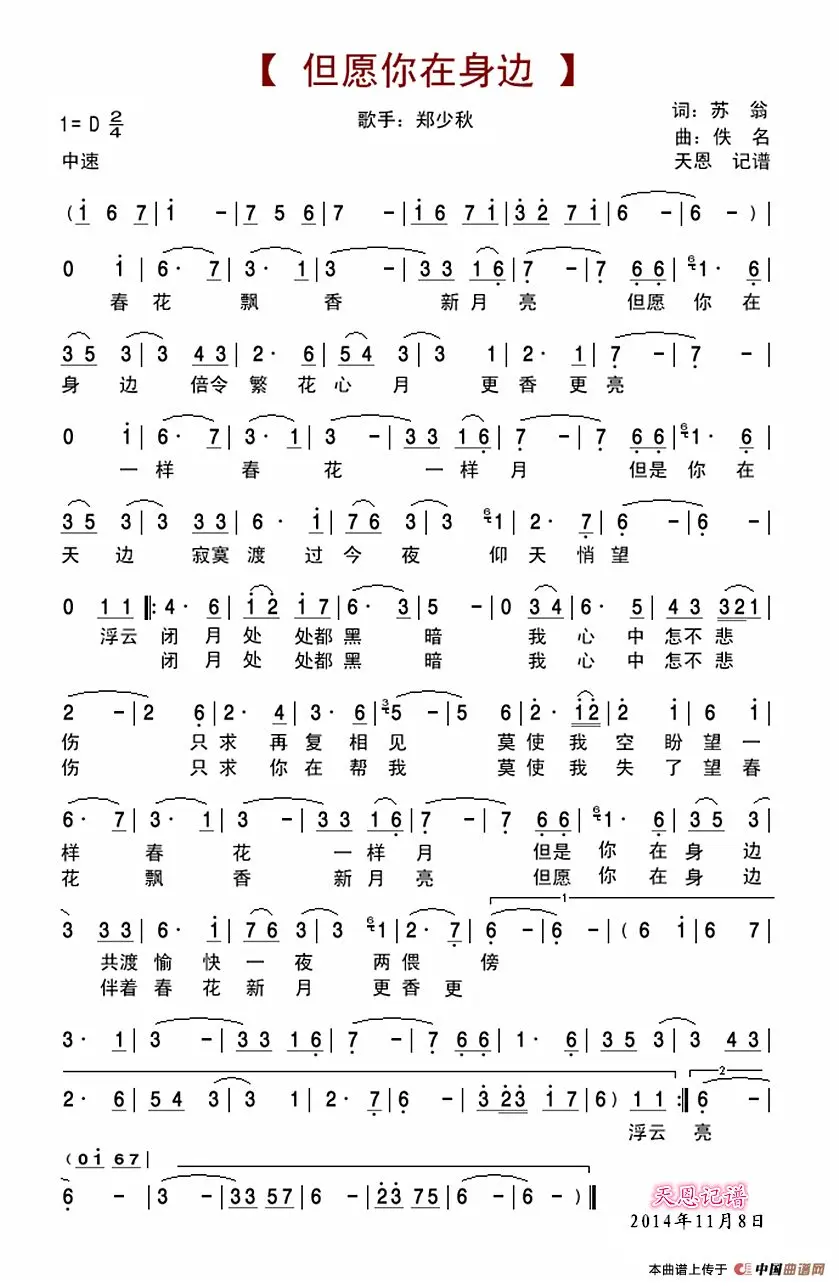 【 但愿你在身边 】
1= D 2/4
歌手：郑少秋
词：苏 翁
曲：佚 名
中速
天恩 记谱
( i 6 7 | i - | 7 5 6 | 7 - | i 6 7 i | 3 2 7 i | 6 - | 6 - ) |
0 i | 6· 7 | 3· 1 | 3 - | 3 3 1 6 | 7 - | 7 6 6 | 6 1· 6 |
春花 飘 香 新月 亮 但愿 你 在
3 5 3 | 3 4 3 | 2· 6 | 5 4 3 | 3 1 | 2· 1 | 7 - | 7 - |
身 边 倍令 繁 花 心 月 更 香 更 亮
0 i | 6· 7 | 3· 1 | 3 - | 3 3 1 6 | 7 - | 7 6 6 | 6 1· 6 |
一样 春 花 一样 月 但是 你 在
3 5 3 | 3 3 3 | 6· i | 7 6 3 | 3 6 1 | 2· 7 | 6 - | 6 - |
天 边 寂寞 渡 过 今 夜 仰 天 悄 望
0 1 1 ‖: 4· 6 | i 2 i 7 | 6· 3 | 5 - | 0 3 4 | 6· 5 | 4 3 3 2 1 |
浮云 闭 月 处 处都 黑 暗 我 心 中 怎不 悲
闭 月 处 处都 黑 暗 我 心 中 怎不 悲
2 - | 2 6 | 2· 4 | 3· 6 | 3 5 - | 5 6 | 2· i 2 | 2 i | 6 i |
伤 只 求 再 复 相 见 莫 使 我 空 盼 望 一
伤 只 求 你 在 帮 我 莫 使 我 失 了 望 春
6· 7 | 3· 1 | 3 - | 3 3 1 6 | 7 - | 7 6 6 | 6 1· 6 | 3 5 3 |
样 春 花 一 样 月 但是 你 在 身 边
花 飘 香 新 月 亮 但愿 你 在 身 边
1
3 3 3 | 6· i | 7 6 3 | 3 6 1 | 2· 7 | 6 - | 6 - | ( 6 i | 6 7 |
共渡 愉 快 一 夜 两 偎 傍
伴着 春 花 新 月 更 香 更
3· 1 | 3 - | 3 3 1 6 | 7 - | 7 6 6 | 1· 6 | 3 5 3 | 3 4 3 |
2
2· 6 | 5 4 3 | 3 1 | 2· 7 | 6 - | 3 2 3 i 7 | 6 ) 1 1 :‖ 6 - |
浮云 亮
( 0 i 6 7 |
6 - | 3 - | 3 3 5 7 | 6 - | 2 3 7 5 | 6 - | 6 - ) ‖
天恩记谱
2014年11月8日
本曲谱上传于 中国曲谱网